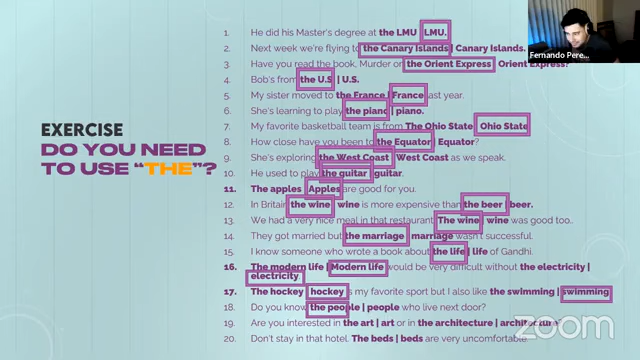 EXERCISE
DO YOU NEED
TO USE “THE”?
1. He did his Master's degree at the LMU | LMU.
2. Next week we're flying to the Canary Islands | Canary Islands.
3. Have you read the book, Murder on the Orient Express | Orient Express?
4. Bob's from the U.S | U.S.
5. My sister moved to the France | France last year.
6. She's learning to play the piano | piano.
7. My favorite basketball team is from The Ohio State | Ohio State
8. How close have you been to the Equator | Equator?
9. She's exploring the West Coast | West Coast as we speak.
10. He used to play the guitar | guitar.
11. The apples | Apples are good for you.
12. In Britain the wine | wine is more expensive than the beer | beer.
13. We had a very nice meal in that restaurant. The wine | wine was good too..
14. They got married but the marriage | marriage wasn't successful.
15. I know someone who wrote a book about the life | life of Gandhi.
16. The modern life | Modern life would be very difficult without the electricity |
electricity
17. The hockey | hockey is my favorite sport but I also like the swimming | swimming
18. Do you know the people | people who live next door?
19. Are you interested in the art | art or in the architecture | architecture
20. Don't stay in that hotel. The beds | beds are very uncomfortable.
Fernando Pere...
zoom